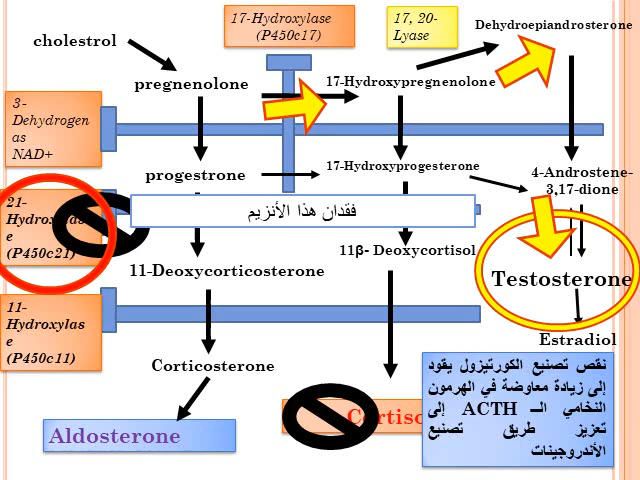 17-Hydroxylase
(P450c17)
17, 20-
Lyase
Dehydroepiandrosterone
cholestrol
pregnenolone
17-Hydroxypregnenolone
3-
Dehydrogen
as
NAD+
progestrone
17-Hydroxyprogesterone
4-Androstene-
3,17-dione
21-
Hydroxylas
e
(P450c21)
فقدان هذا الأنزيم
11β- Deoxycortisol
11-Deoxycorticosterone
Testosterone
11-
Hydroxylas
e
(P450c11)
Estradiol
Corticosterone
نقص تصنيع الكورتيزول يقود
إلى زيادة معاوضة في الهرمون
النخامي الـ ACTH إلى
تعزيز طريق تصنيع
الأندروجينات
Aldosterone